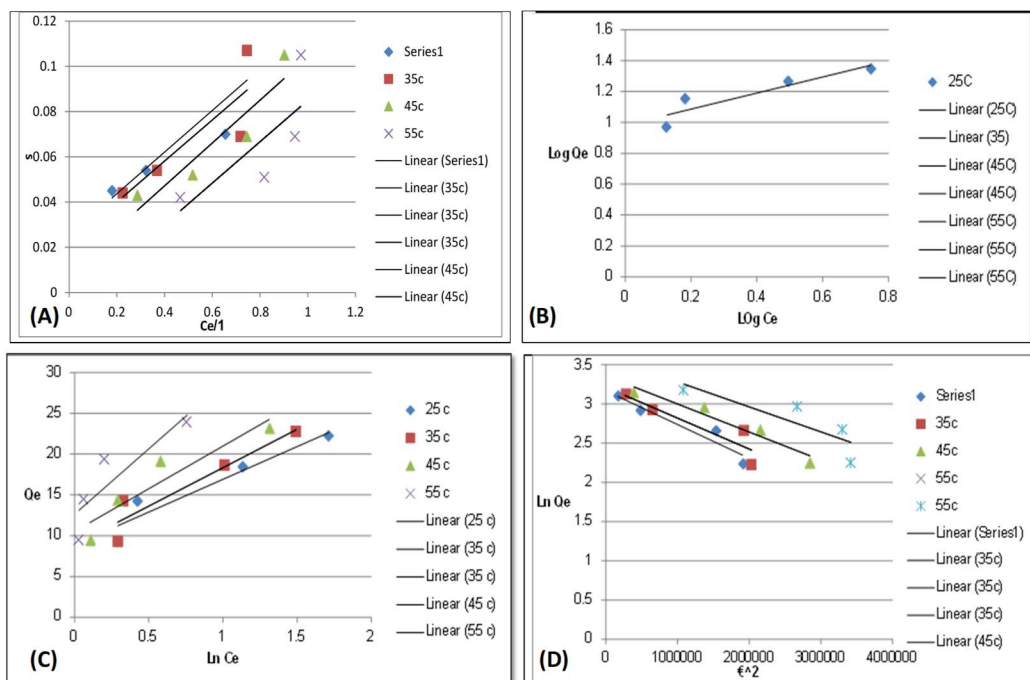 0.12
0.1
0.08
0.06
0.04
0.02
0
s
0 0.2 0.4 0.6 0.8 1 1.2
Ce/1
(A)
Series1
35c
45c
55c
Linear (Series1)
Linear (35c)
Linear (35c)
Linear (35c)
Linear (45c)
Linear (45c)
1.6
1.4
1.2
1
0.8
0.6
0.4
0.2
0
Log Qe
0 0.2 0.4 0.6 0.8
LOg Ce
(B)
25C
Linear (25C)
Linear (35)
Linear (45C)
Linear (45C)
Linear (55C)
Linear (55C)
Linear (55C)
30
25
20
15
10
5
0
Qe
0 0.5 1 1.5 2
Ln Ce
(C)
25 c
35 c
45 c
55 c
Linear (25 c)
Linear (35 c)
Linear (35 c)
Linear (45 c)
Linear (55 c)
3.5
3
2.5
2
1.5
1
0.5
0
Ln Qe
0 1000000 2000000 3000000 4000000
€^2
(D)
Series1
35c
45c
55c
55c
Linear (Series1)
Linear (35c)
Linear (35c)
Linear (35c)
Linear (45c)